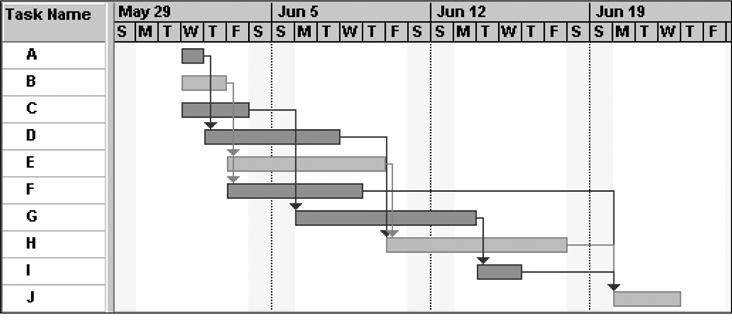 Task Name May 29 Jun 5 Jun 12 Jun 19
S M T W T F S S M T W T F S S M T W T F S S M T W T F
A
B
C
D
E
F
G
H
I
J